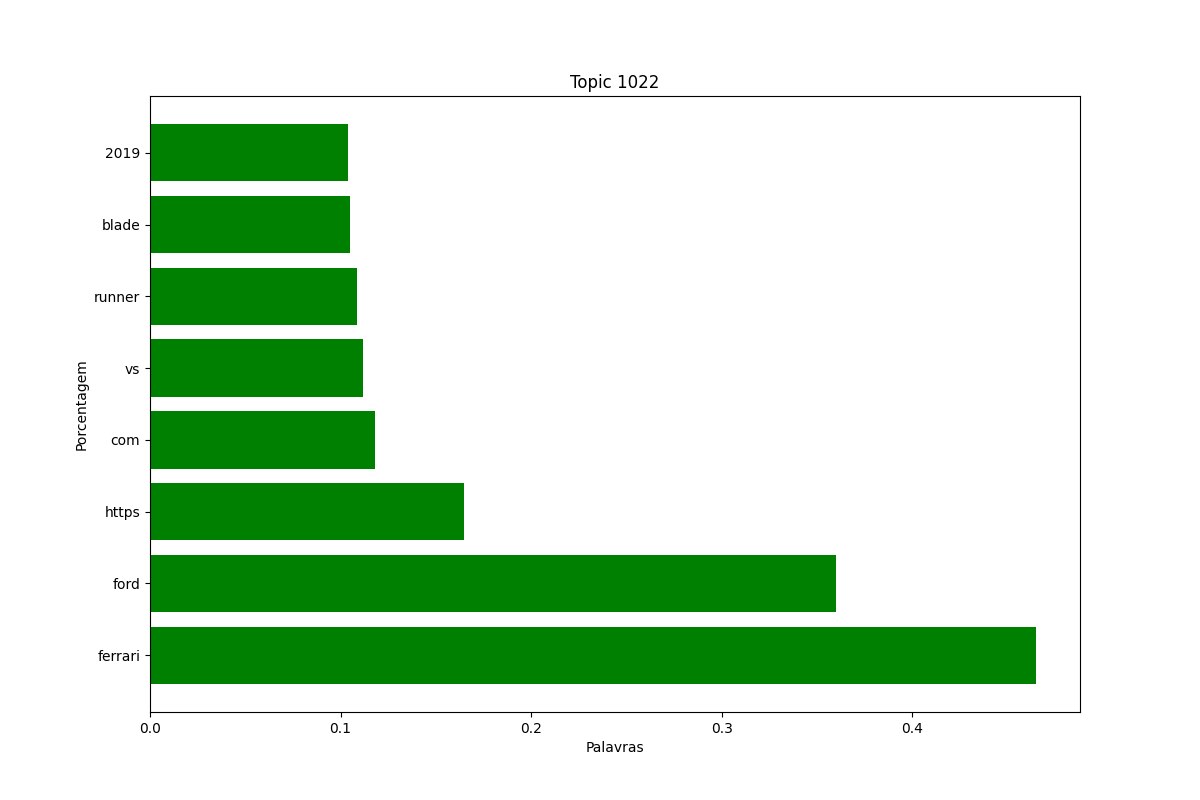 Topic 1022
2019
blade
runner
vs
com
https
ford
ferrari
Porcentagem
0.0 0.1 0.2 0.3 0.4
Palavras